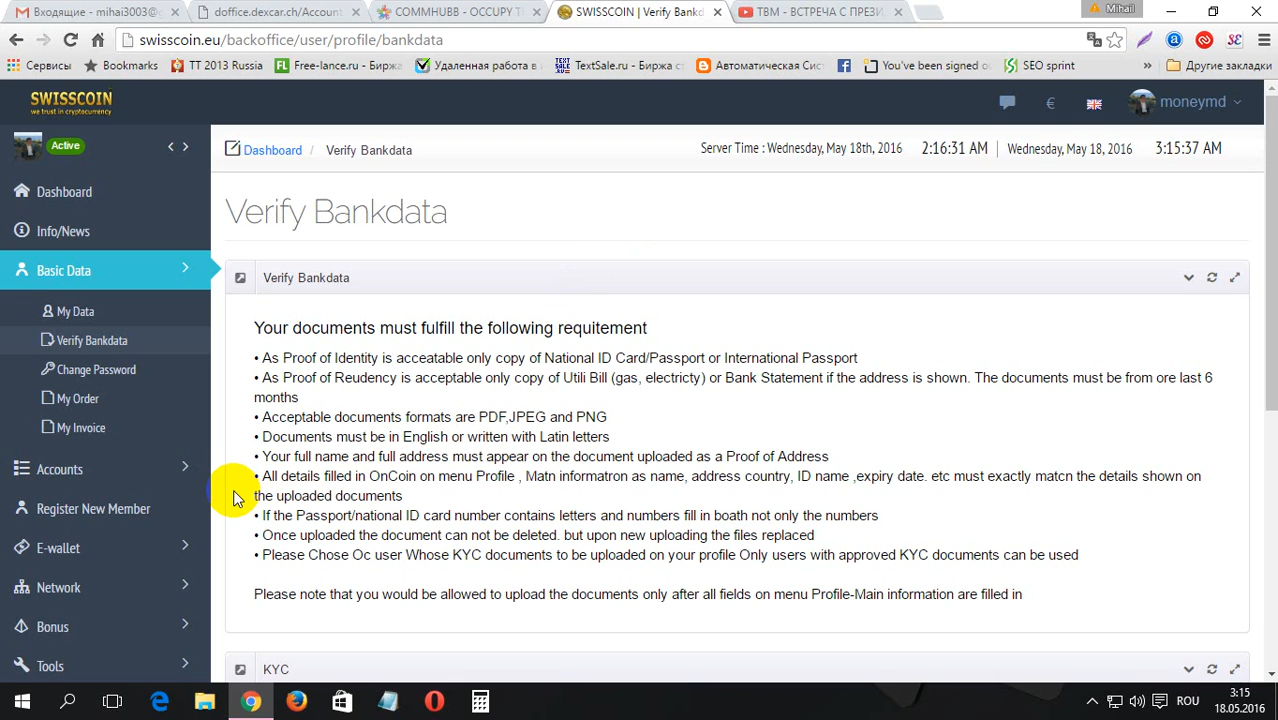 Входящие - mihai3003@g
doffice.dexcar.ch/Account
COMMHUBB - OCCUPY T
SWISSCOIN | Verify Bankd
ТВМ - ВСТРЕЧА С ПРЕЗИ
Mihail
swisscoin.eu/backoffice/user/profile/bankdata
Сервисы
Bookmarks
TT 2013 Russia
FL Free-lance.ru - Биржа
Удаленная работа в
TextSale.ru - Биржа с
Автоматическая Сис
You've been signed o
SEO sprint
»
Другие закладки
SWISSCOIN
we trust in cryptocurrency
€
moneymd
Active
Dashboard / Verify Bankdata
Server Time : Wednesday, May 18th, 2016 2:16:31 AM | Wednesday, May 18, 2016 3:15:37 AM
Dashboard
Info/News
Basic Data
My Data
Verify Bankdata
Change Password
My Order
My Invoice
Accounts
Register New Member
E-wallet
Network
Bonus
Tools
Verify Bankdata
Verify Bankdata
Your documents must fulfill the following requitement
• As Proof of Identity is acceatable only copy of National ID Card/Passport or International Passport
• As Proof of Reudency is acceptable only copy of Utili Bill (gas, electricty) or Bank Statement if the address is shown. The documents must be from ore last 6
months
• Acceptable documents formats are PDF,JPEG and PNG
• Documents must be in English or written with Latin letters
• Your full name and full address must appear on the document uploaded as a Proof of Address
• All details filled in OnCoin on menu Profile , Matn informatron as name, address country, ID name ,expiry date. etc must exactly matcn the details shown on
the uploaded documents
• If the Passport/national ID card number contains letters and numbers fill in boath not only the numbers
• Once uploaded the document can not be deleted. but upon new uploading the files replaced
• Please Chose Oc user Whose KYC documents to be uploaded on your profile Only users with approved KYC documents can be used
Please note that you would be allowed to upload the documents only after all fields on menu Profile-Main information are filled in
KYC
ROU
3:15
18.05.2016